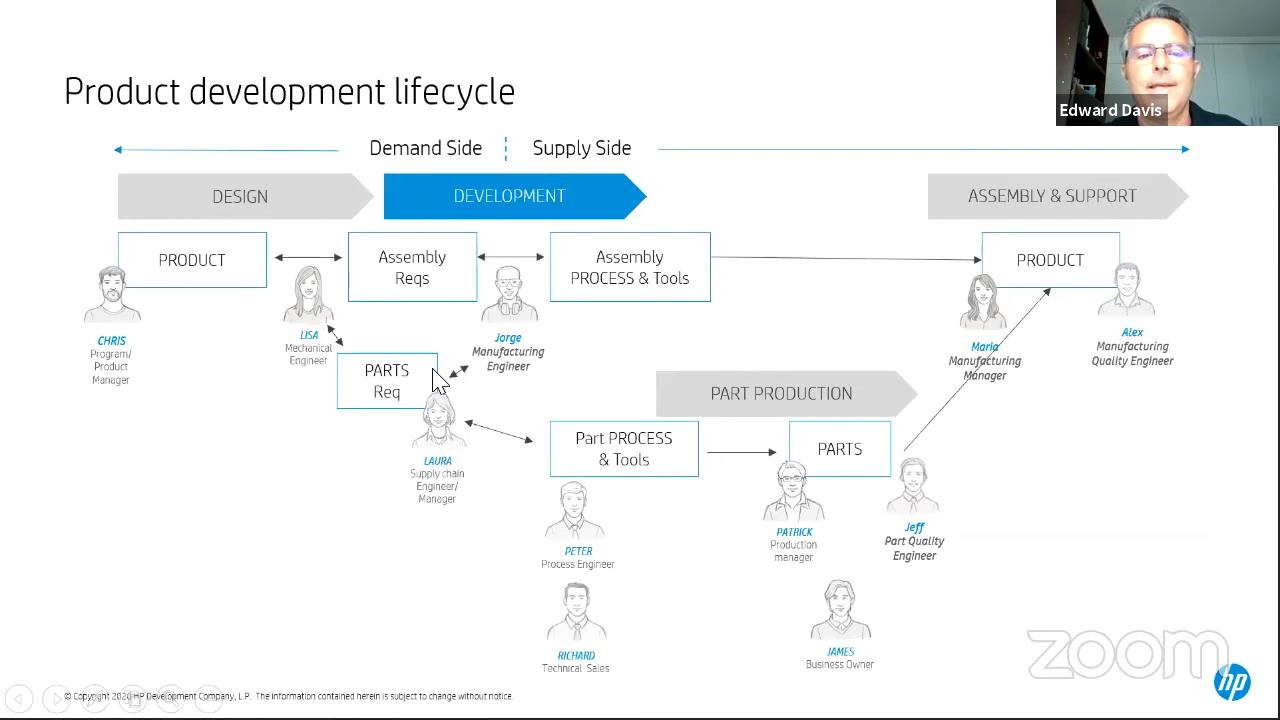 Edward Davis
Product development lifecycle
Demand Side
Supply Side
DESIGN
DEVELOPMENT
ASSEMBLY & SUPPORT
PRODUCT
Assembly
Reqs
Assembly
PROCESS & Tools
PRODUCT
CHRIS
Program/
Product
Manager
LISA
Mechanical
Engineer
Jorge
Manufacturing
Engineer
Maria
Manufacturing
Manager
Alex
Manufacturing
Quality Engineer
PARTS
Req
PART PRODUCTION
LAURA
Supply chain
Engineer/
Manager
Part PROCESS
& Tools
PARTS
PETER
Process Engineer
PATRICK
Production
manager
Jeff
Part Quality
Engineer
RICHARD
Technical Sales
JAMES
Business Owner
zoom
hp
© Copyright 2020 HP Development Company, L.P. The information contained herein is subject to change without notice.